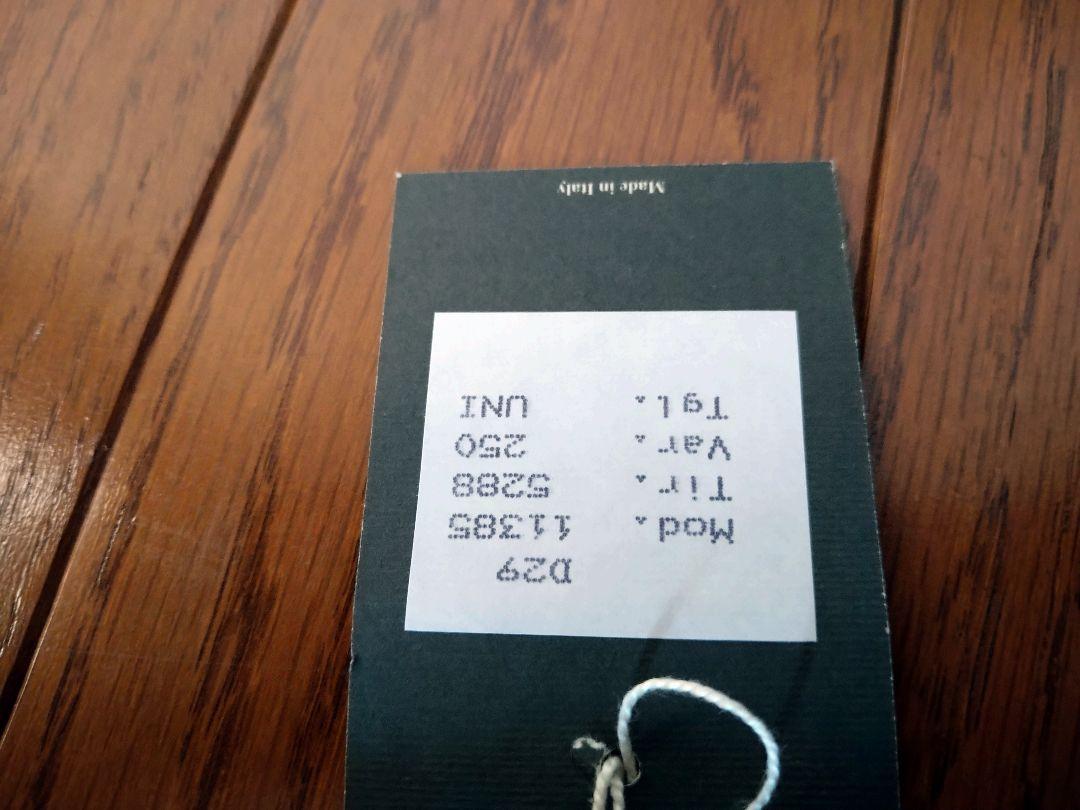 D29
Mod. 11385
Tir. 5288
Var. 250
Tgl. UNI
Made in Italy